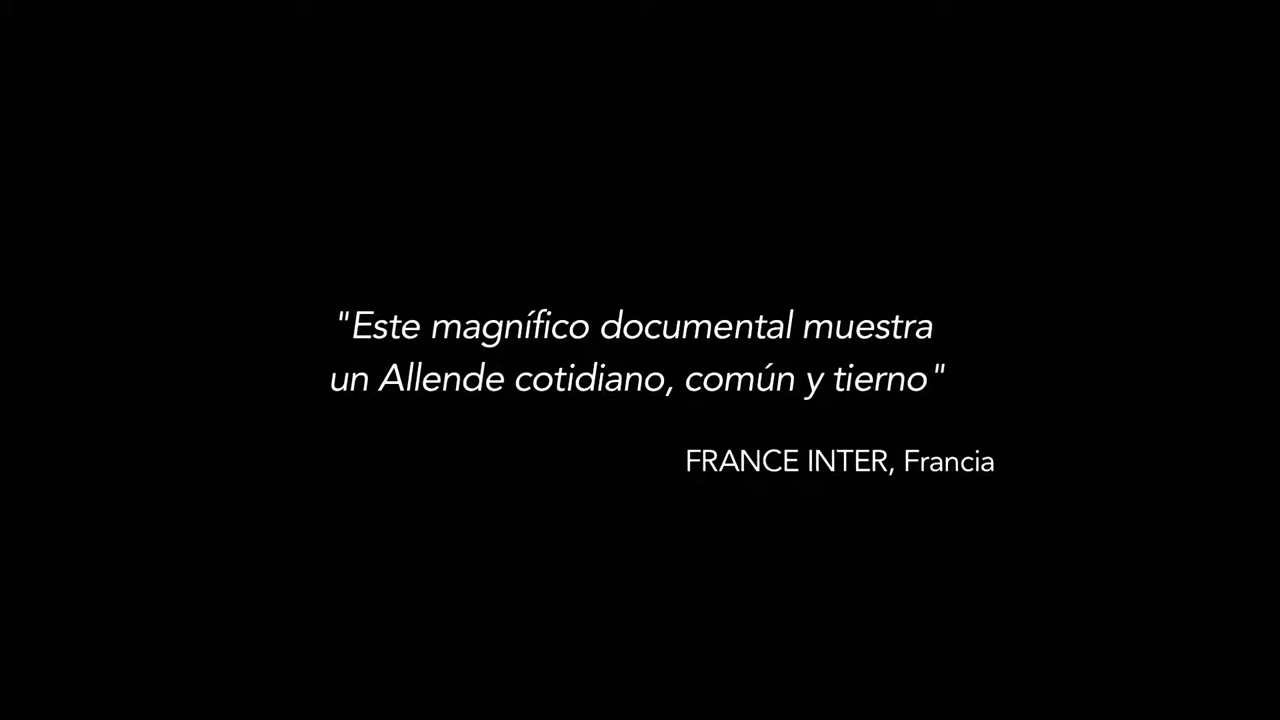 "Este magnífico documental muestra
un Allende cotidiano, común y tierno"
FRANCE INTER, Francia